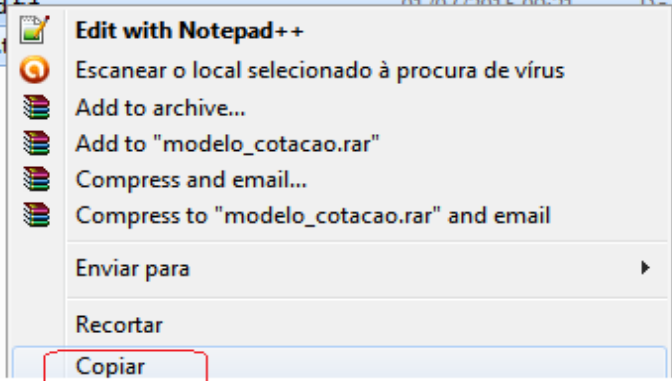 Edit with Notepad++
Escanear o local selecionado à procura de vírus
Add to archive...
Add to "modelo_cotacao.rar"
Compress and email...
Compress to "modelo_cotacao.rar" and email
Enviar para
Recortar
Copiar